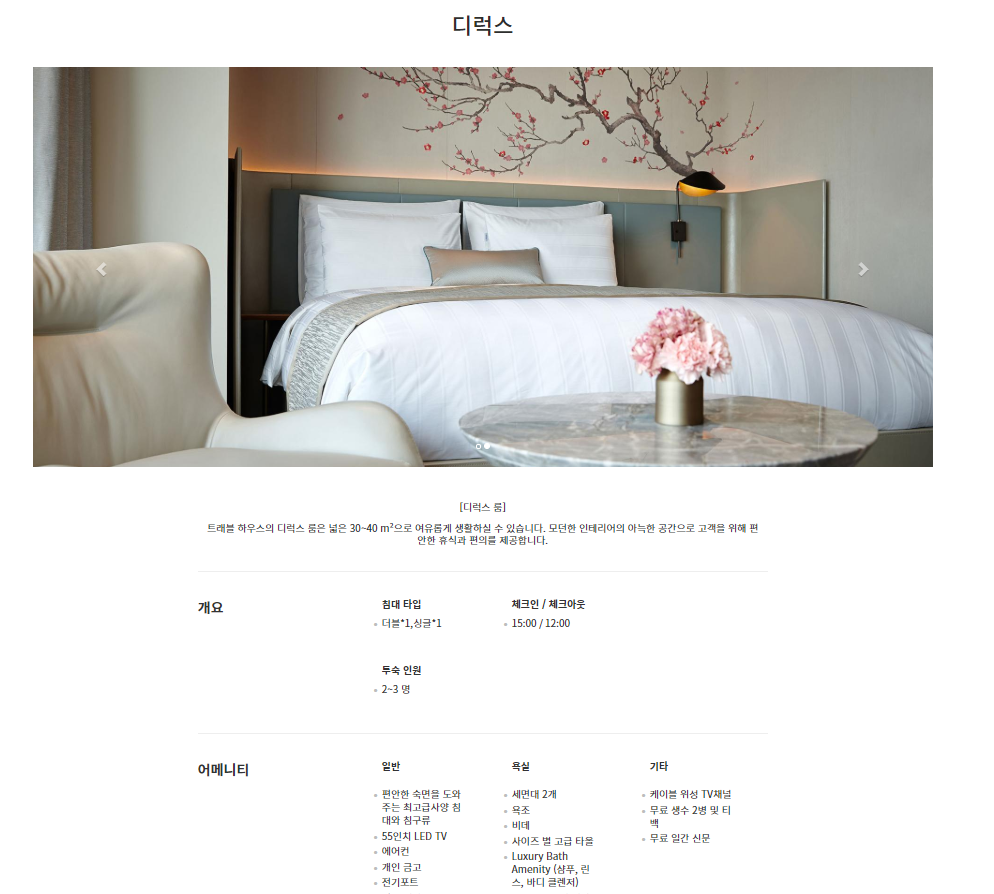 디럭스
[디럭스 룸]
트래블 하우스의 디럭스 룸은 넓은 30~40 m²으로 여유롭게 생활하실 수 있습니다. 모던한 인테리어의 아늑한 공간으로 고객을 위해 편
안한 휴식과 편의를 제공합니다.
개요
침대 타입
더블*1,싱글*1
체크인 / 체크아웃
15:00 / 12:00
투숙 인원
2~3 명
어메니티
일반
편안한 숙면을 도와
주는 최고급사양 침
대와 침구류
55인치 LED TV
에어컨
개인 금고
전기포트
욕실
세면대 2개
욕조
비데
사이즈 별 고급 타올
Luxury Bath
Amenity (샴푸, 린
스, 바디 클렌저)
기타
케이블 위성 TV채널
무료 생수 2병 및 티
백
무료 일간 신문